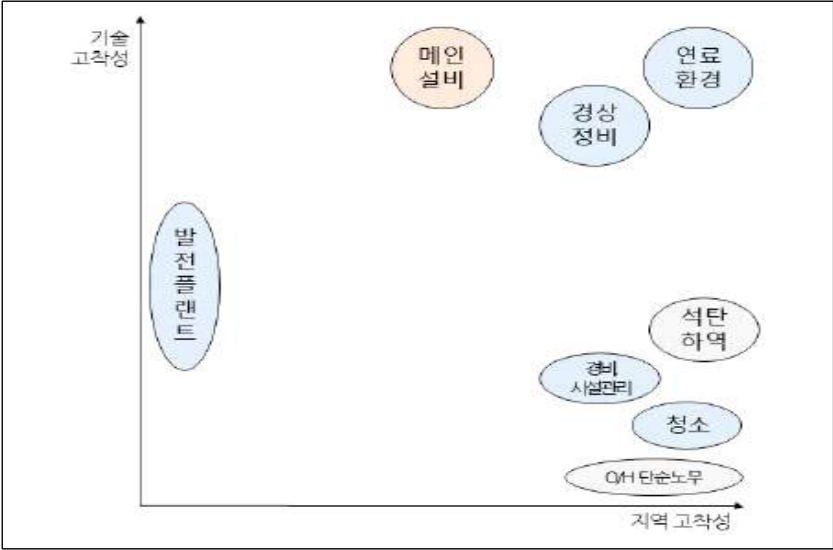 기술
고착성
메인
설비
연료
환경
경상
정비
발
전
플
랜
트
석탄
하역
경비,
시설관리
청소
O/H 단순노무
지역 고착성